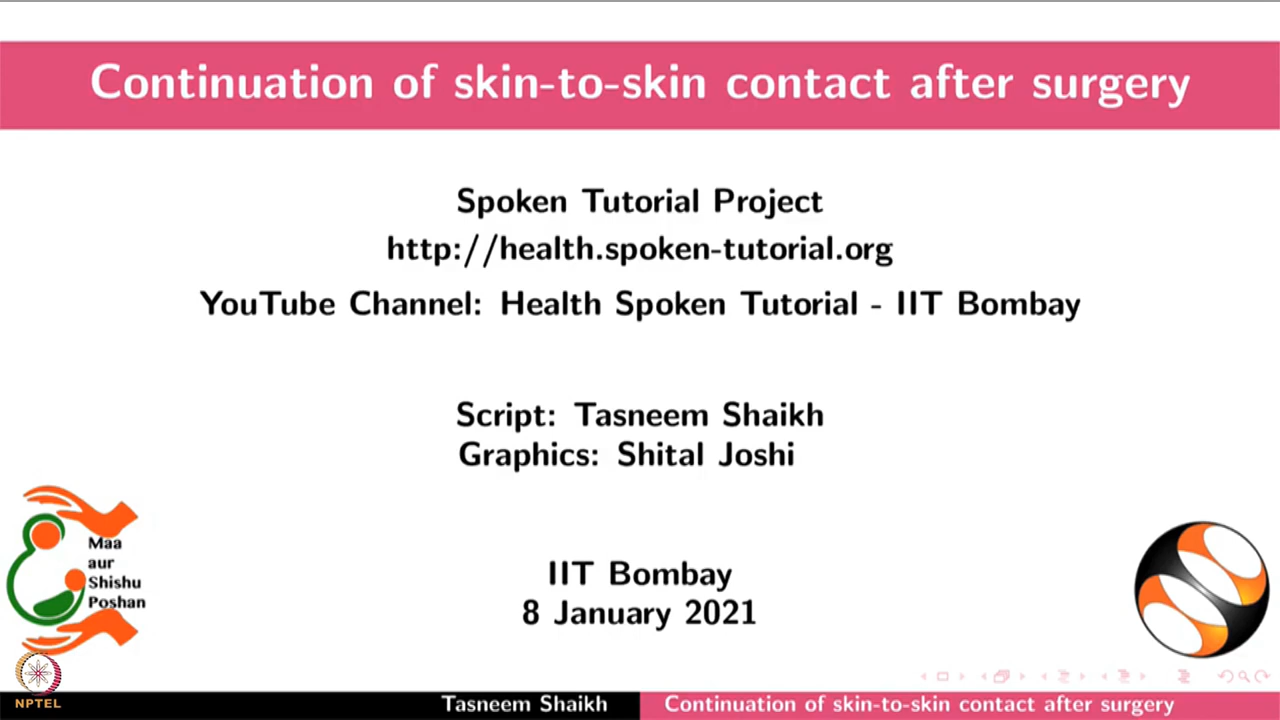 Continuation of skin-to-skin contact after surgery
Spoken Tutorial Project
http://health.spoken-tutorial.org
YouTube Channel: Health Spoken Tutorial - IIT Bombay
Script: Tasneem Shaikh
Graphics: Shital Joshi
Maa
aur
Shishu
Poshan
IIT Bombay
8 January 2021
NPTEL
Tasneem Shaikh
Continuation of skin-to-skin contact after surgery